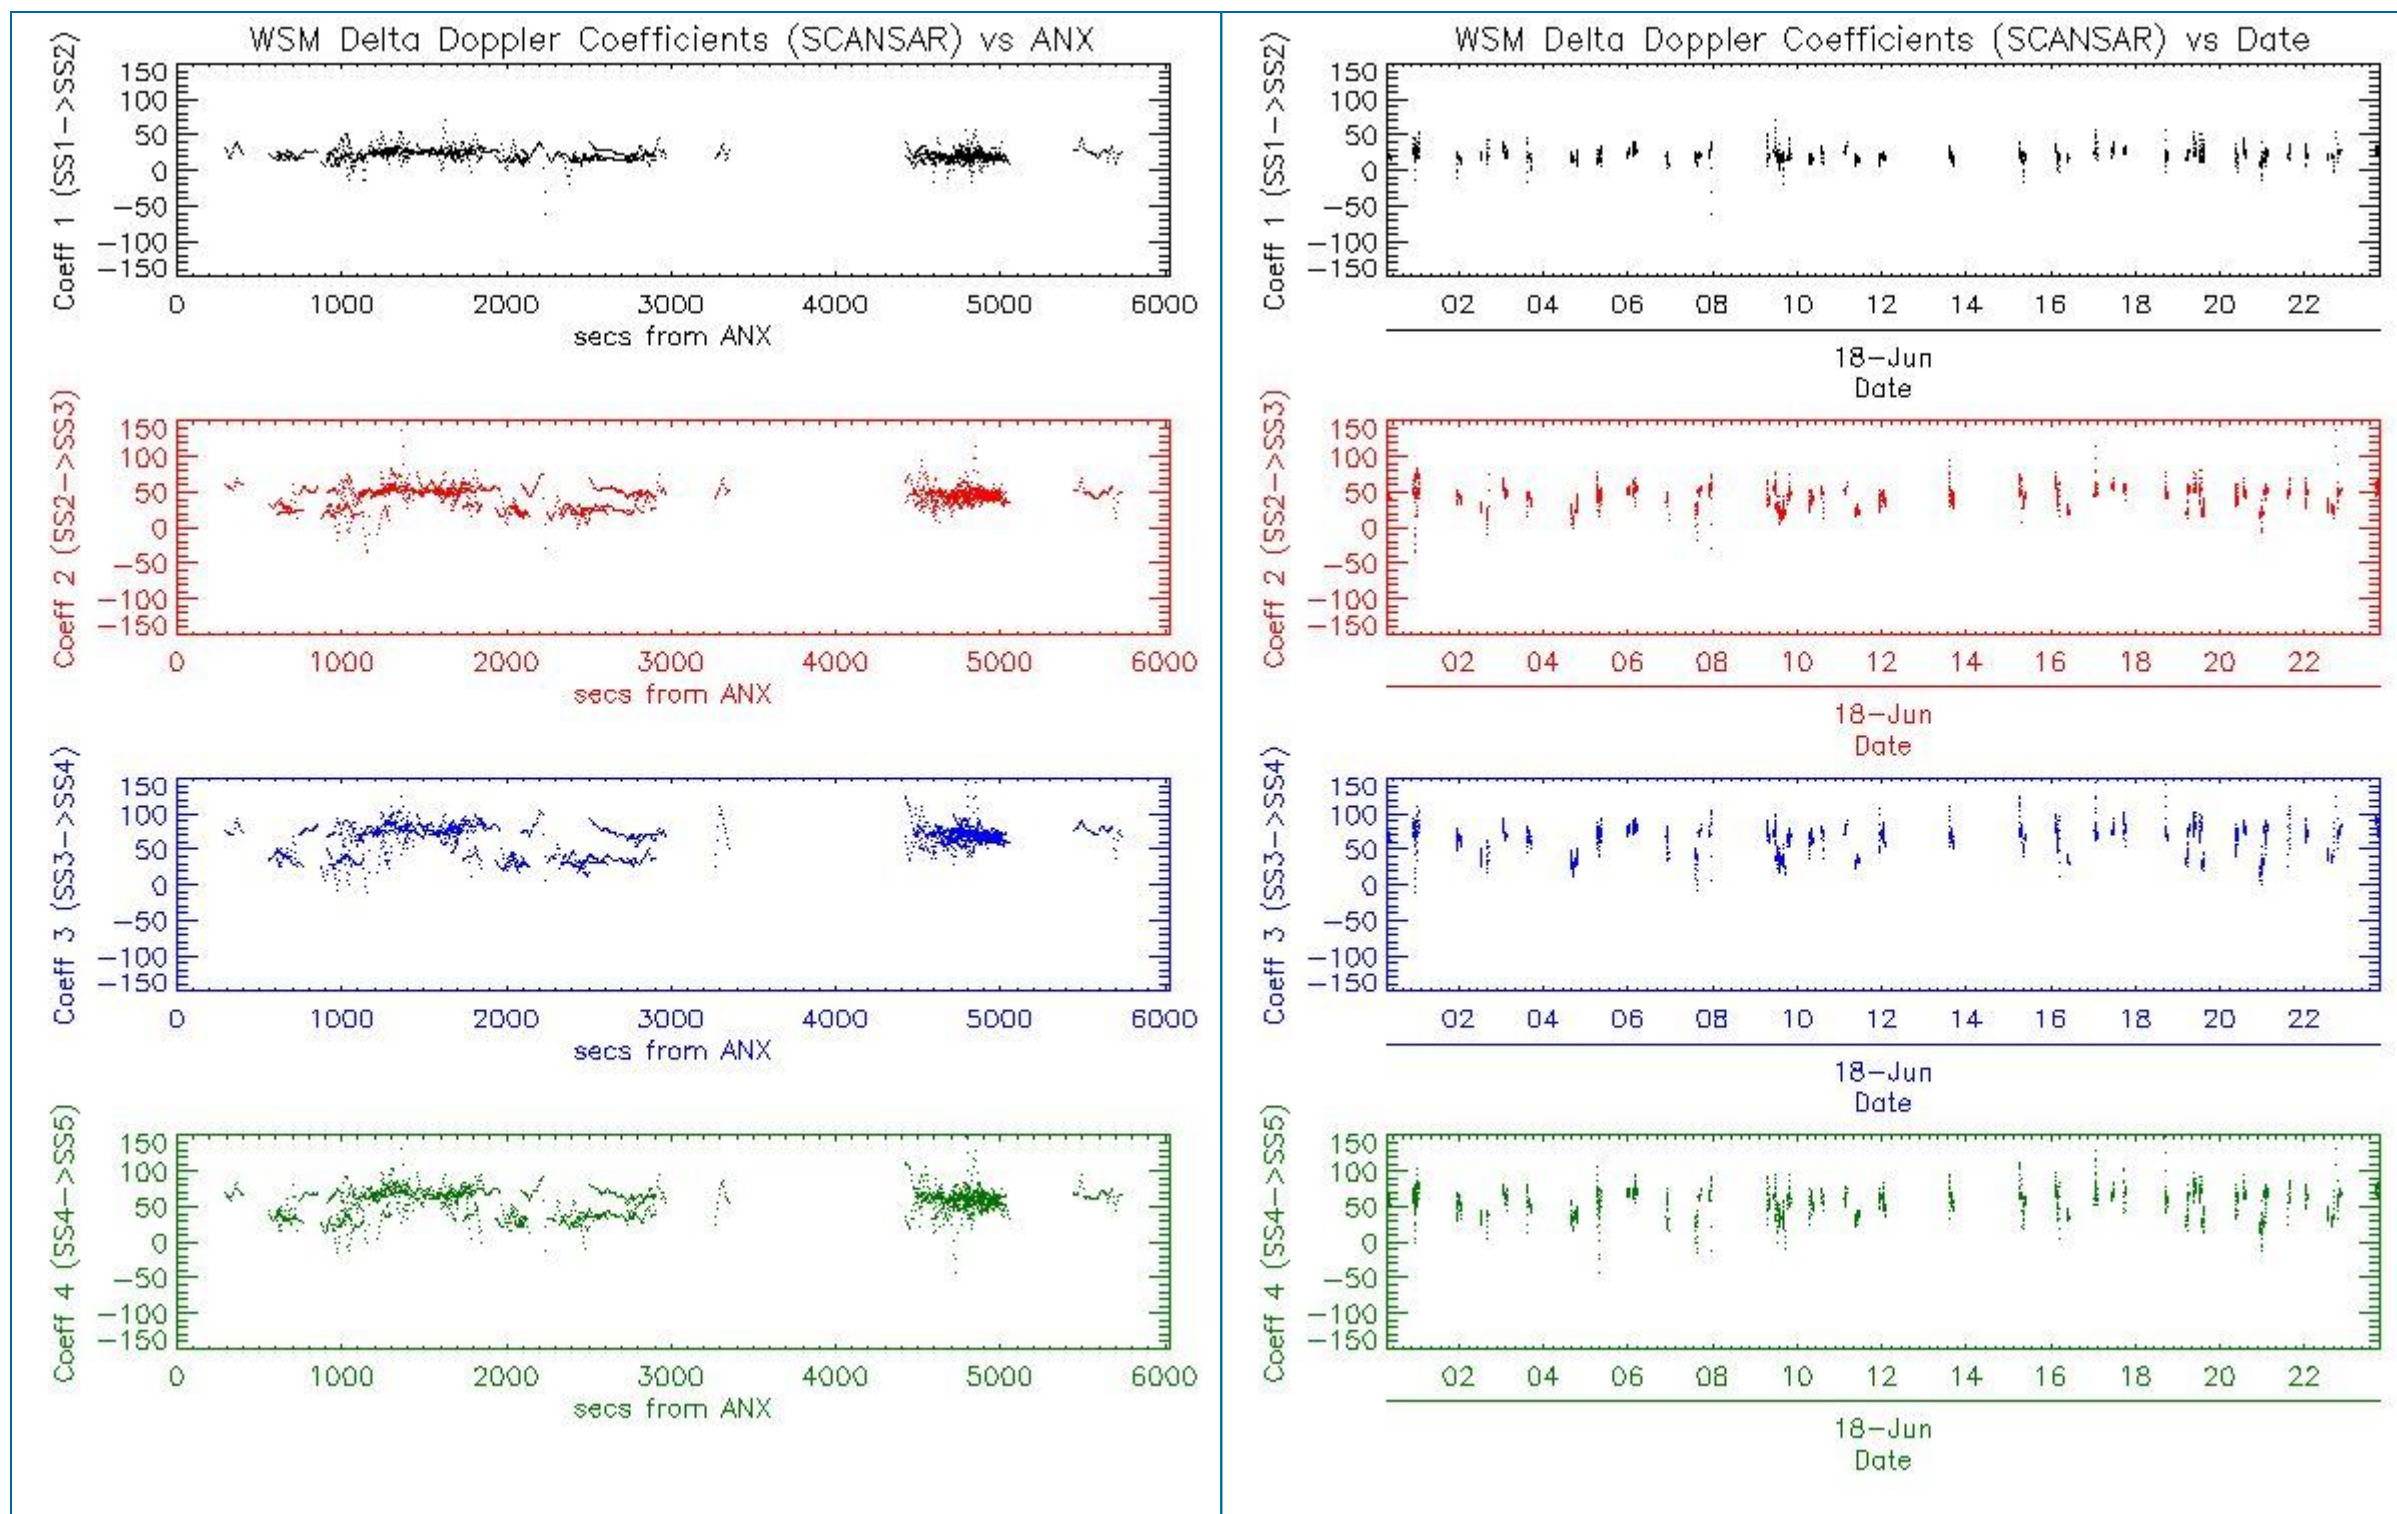 WSM Delta Doppler Coefficients (SCANSAR) vs ANX
Coeff 1 (SS1->SS2)
150
100
50
0
-50
-100
-150
0 1000 2000 3000 4000 5000 6000
secs from ANX
Coeff 2 (SS2->SS3)
150
100
50
0
-50
-100
-150
0 1000 2000 3000 4000 5000 6000
secs from ANX
Coeff 3 (SS3->SS4)
150
100
50
0
-50
-100
-150
0 1000 2000 3000 4000 5000 6000
secs from ANX
Coeff 4 (SS4->SS5)
150
100
50
0
-50
-100
-150
0 1000 2000 3000 4000 5000 6000
secs from ANX
WSM Delta Doppler Coefficients (SCANSAR) vs Date
Coeff 1 (SS1->SS2)
150
100
50
0
-50
-100
-150
02 04 06 08 10 12 14 16 18 20 22
18-Jun
Date
Coeff 2 (SS2->SS3)
150
100
50
0
-50
-100
-150
02 04 06 08 10 12 14 16 18 20 22
18-Jun
Date
Coeff 3 (SS3->SS4)
150
100
50
0
-50
-100
-150
02 04 06 08 10 12 14 16 18 20 22
18-Jun
Date
Coeff 4 (SS4->SS5)
150
100
50
0
-50
-100
-150
02 04 06 08 10 12 14 16 18 20 22
18-Jun
Date